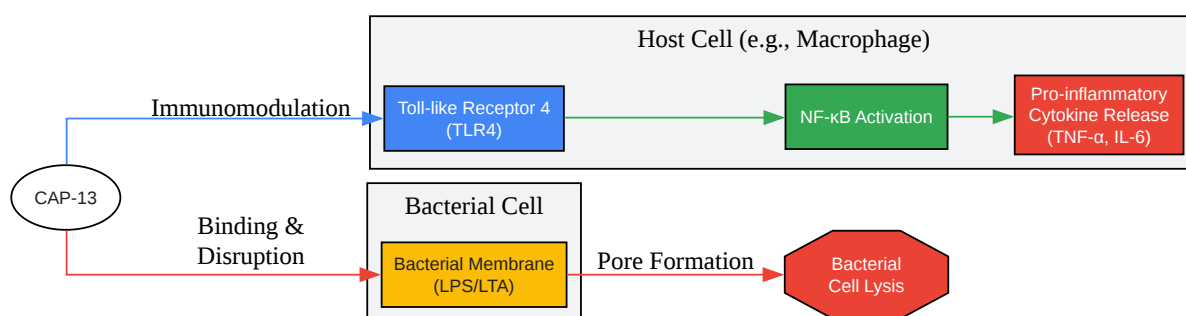 Host Cell (e.g., Macrophage)
Immunomodulation
Toll-like Receptor 4
(TLR4)
NF-κB Activation
Pro-inflammatory
Cytokine Release
(TNF-α, IL-6)
CAP-13
Bacterial Cell
Binding &
Disruption
Bacterial Membrane
(LPS/LTA)
Pore Formation
Bacterial
Cell Lysis